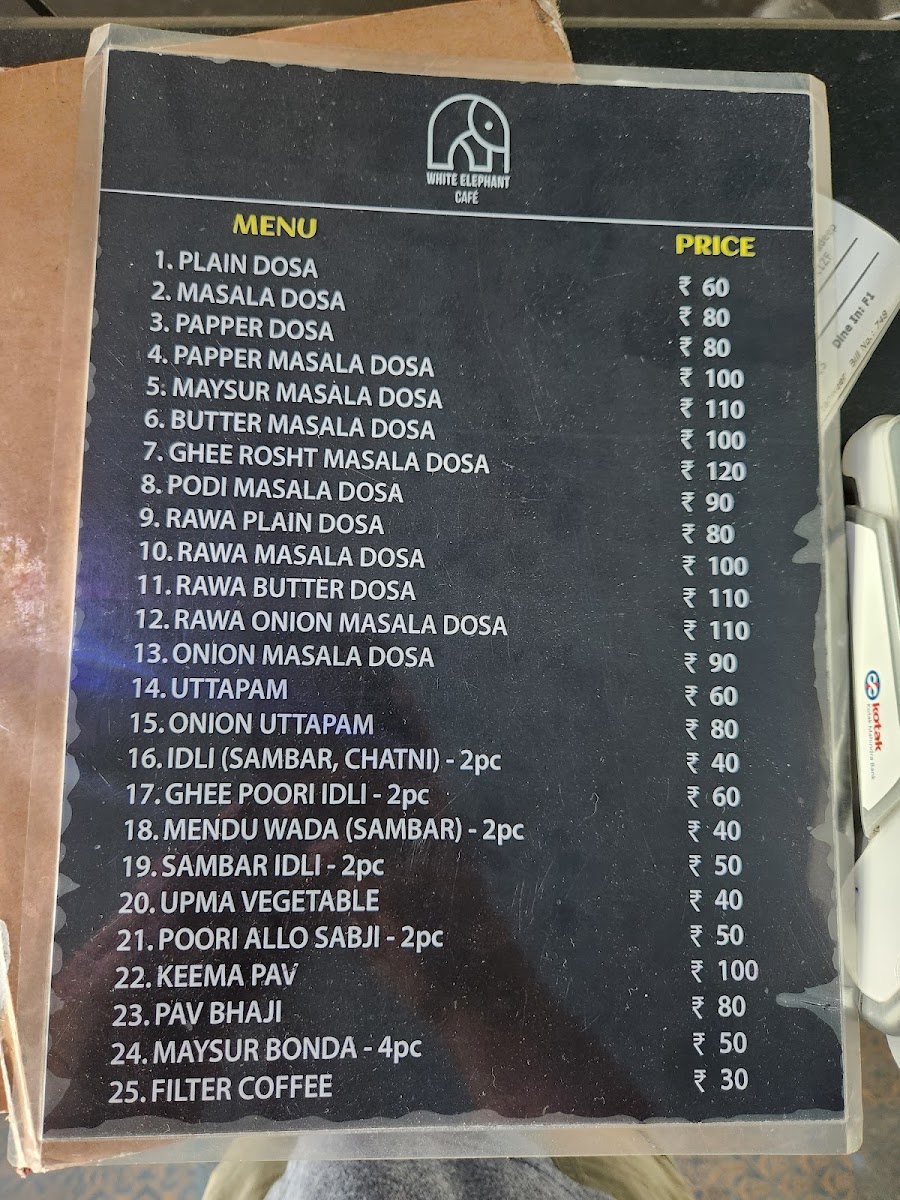 WHITE ELEPHANT
CAFÉ
MENU PRICE
1. PLAIN DOSA ₹ 60
2. MASALA DOSA ₹ 80
3. PAPPER DOSA ₹ 80
4. PAPPER MASALA DOSA ₹ 100
5. MAYSUR MASALA DOSA ₹ 110
6. BUTTER MASALA DOSA ₹ 100
7. GHEE ROSHT MASALA DOSA ₹ 120
8. PODI MASALA DOSA ₹ 90
9. RAWA PLAIN DOSA ₹ 80
10. RAWA MASALA DOSA ₹ 100
11. RAWA BUTTER DOSA ₹ 110
12. RAWA ONION MASALA DOSA ₹ 110
13. ONION MASALA DOSA ₹ 90
14. UTTAPAM ₹ 60
15. ONION UTTAPAM ₹ 80
16. IDLI (SAMBAR, CHATNI) - 2pc ₹ 40
17. GHEE POORI IDLI - 2pc ₹ 60
18. MENDU WADA (SAMBAR) - 2pc ₹ 40
19. SAMBAR IDLI - 2pc ₹ 50
20. UPMA VEGETABLE ₹ 40
21. POORI ALLO SABJI - 2pc ₹ 50
22. KEEMA PAV ₹ 100
23. PAV BHAJI ₹ 80
24. MAYSUR BONDA - 4pc ₹ 50
25. FILTER COFFEE ₹ 30
Dine In: F1
Bill No.: 748
kotak
Kotak Mahindra Bank